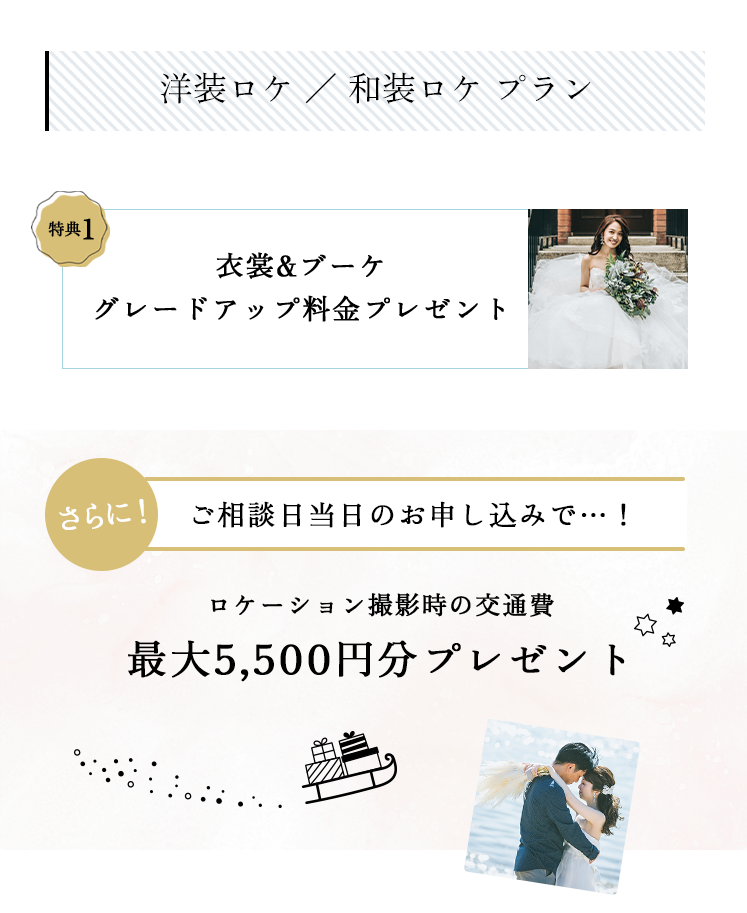 洋装ロケ ／ 和装ロケ プラン
特典1
衣裳&ブーケ
グレードアップ料金プレゼント
さらに！
ご相談日当日のお申し込みで…！
ロケーション撮影時の交通費
最大5,500円分プレゼント